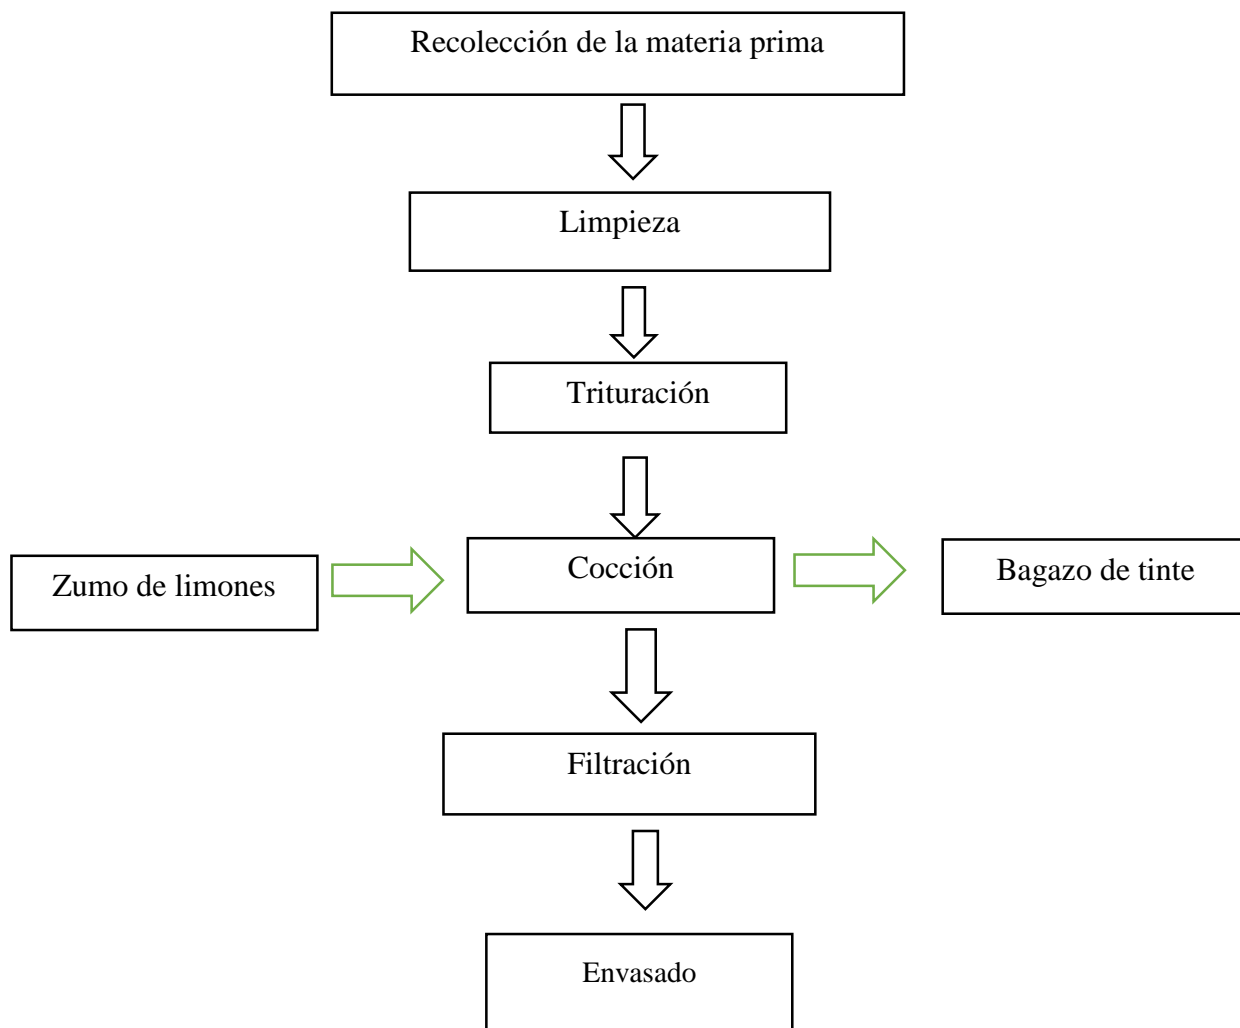 Recolección de la materia prima
Limpieza
Trituración
Zumo de limones
Cocción
Bagazo de tinte
Filtración
Envasado